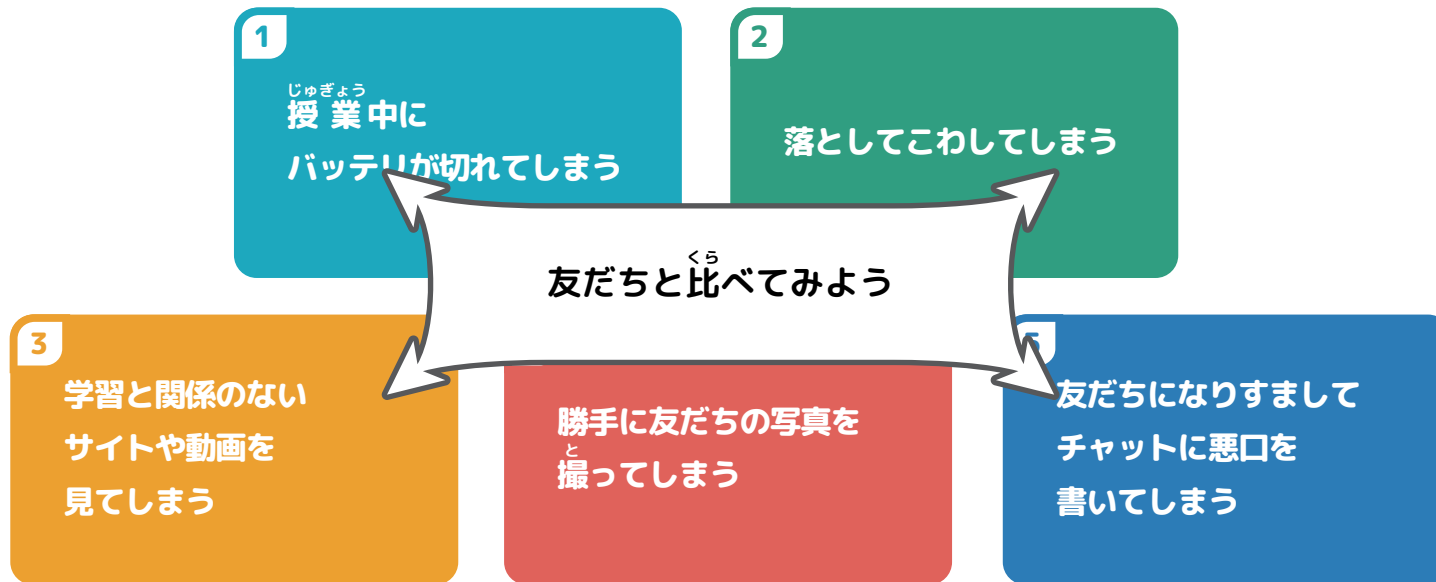 1
じゅぎょう
授業中に
バッテリが切れてしまう
2
落としてこわしてしまう
くら
友だちと比べてみよう
3
学習と関係のない
サイトや動画を
見てしまう
勝手に友だちの写真を
と
撮ってしまう
5
友だちになりすまして
チャットに悪口を
書いてしまう